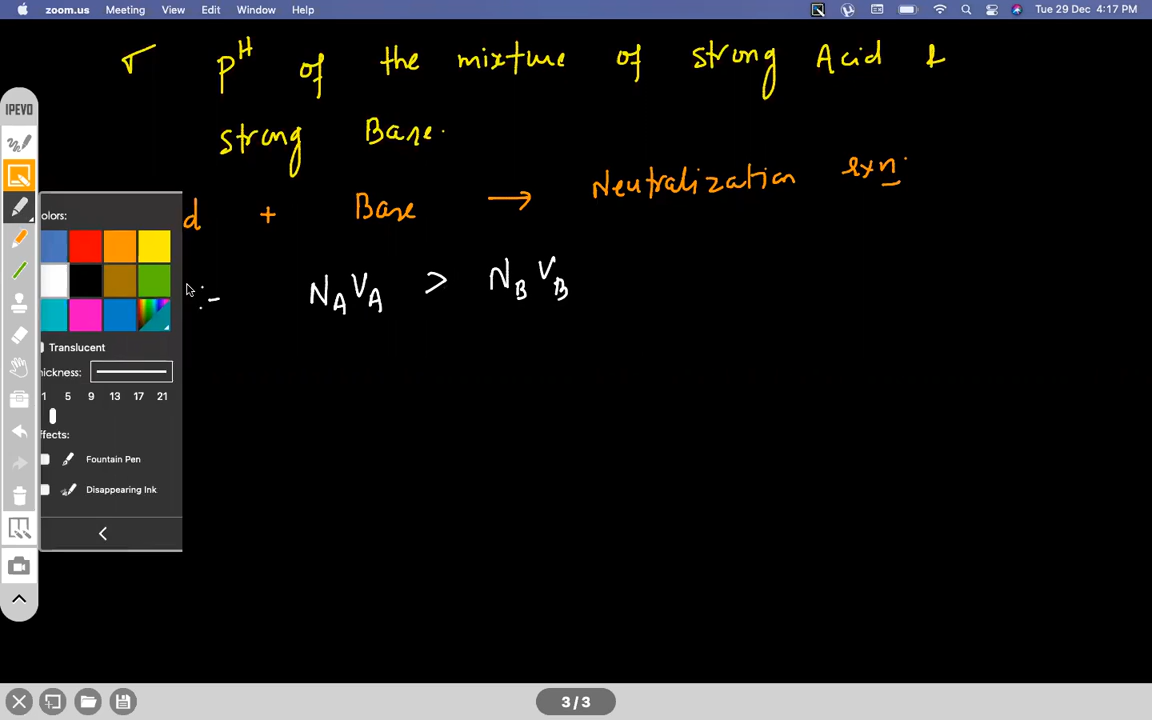 zoom.us Meeting View Edit Window Help Tue 29 Dec 4:17 PM
pH of the mixture of strong Acid &
strong Base.
d + Base → Neutralization rxn.
:- NAVA > NBVB
IPEVO
olors:
Translucent
hickness:
1 5 9 13 17 21
ffects:
Fountain Pen
Disappearing Ink
3/3